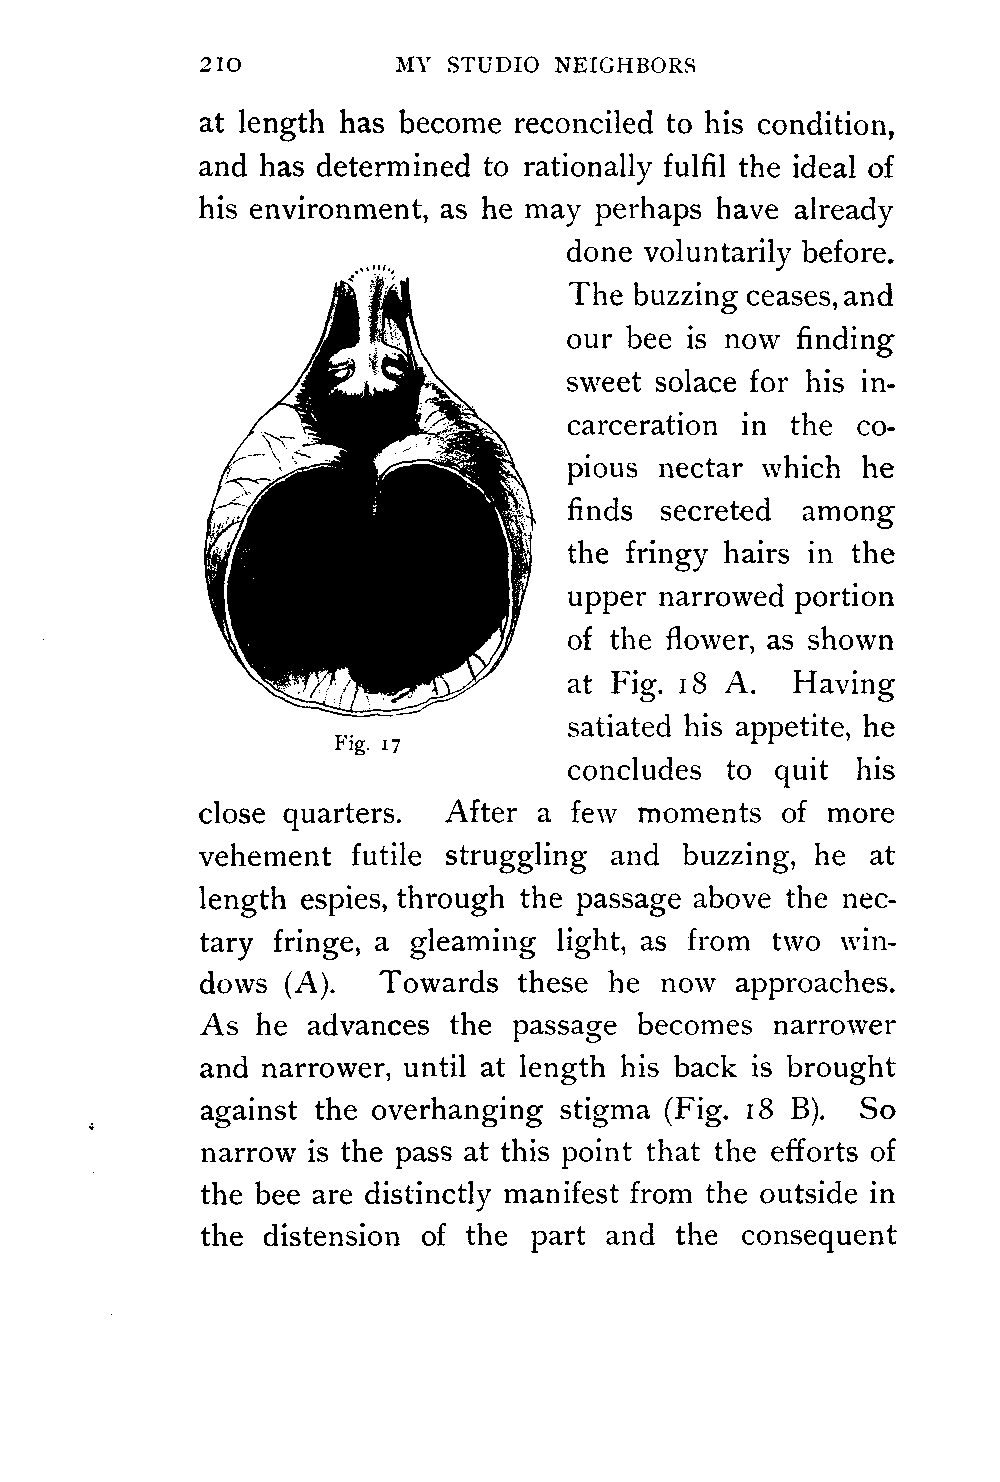 210 MY STUDIO NEIGHBORS
at length has become reconciled to his condition,
and has determined to rationally fulfil the ideal of
his environment, as he may perhaps have already
done voluntarily before.
The buzzing ceases, and
our bee is now finding
sweet solace for his in-
carceration in the co-
pious nectar which he
finds secreted among
the fringy hairs in the
upper narrowed portion
of the flower, as shown
at Fig. 18 A. Having
satiated his appetite, he
concludes to quit his
Fig. 17
close quarters. After a few moments of more
vehement futile struggling and buzzing, he at
length espies, through the passage above the nec-
tary fringe, a gleaming light, as from two win-
dows (A). Towards these he now approaches.
As he advances the passage becomes narrower
and narrower, until at length his back is brought
against the overhanging stigma (Fig. 18 B). So
narrow is the pass at this point that the efforts of
the bee are distinctly manifest from the outside in
the distension of the part and the consequent